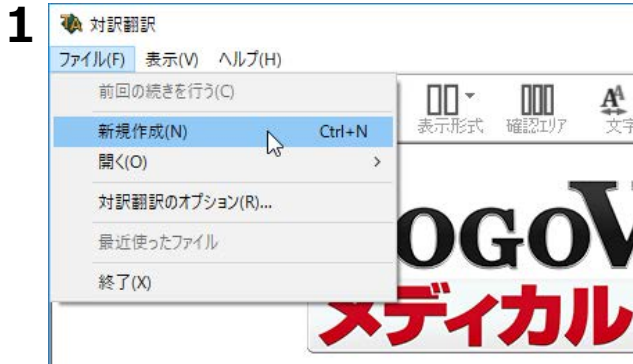 1
対訳翻訳
ファイル(F) 表示(V) ヘルプ(H)
前回の続きを行う(C)
新規作成(N) Ctrl+N
開く(O)
対訳翻訳のオプション(R)...
最近使ったファイル
終了(X)
表示形式 確認エリア 文字
OGOV
メディカル